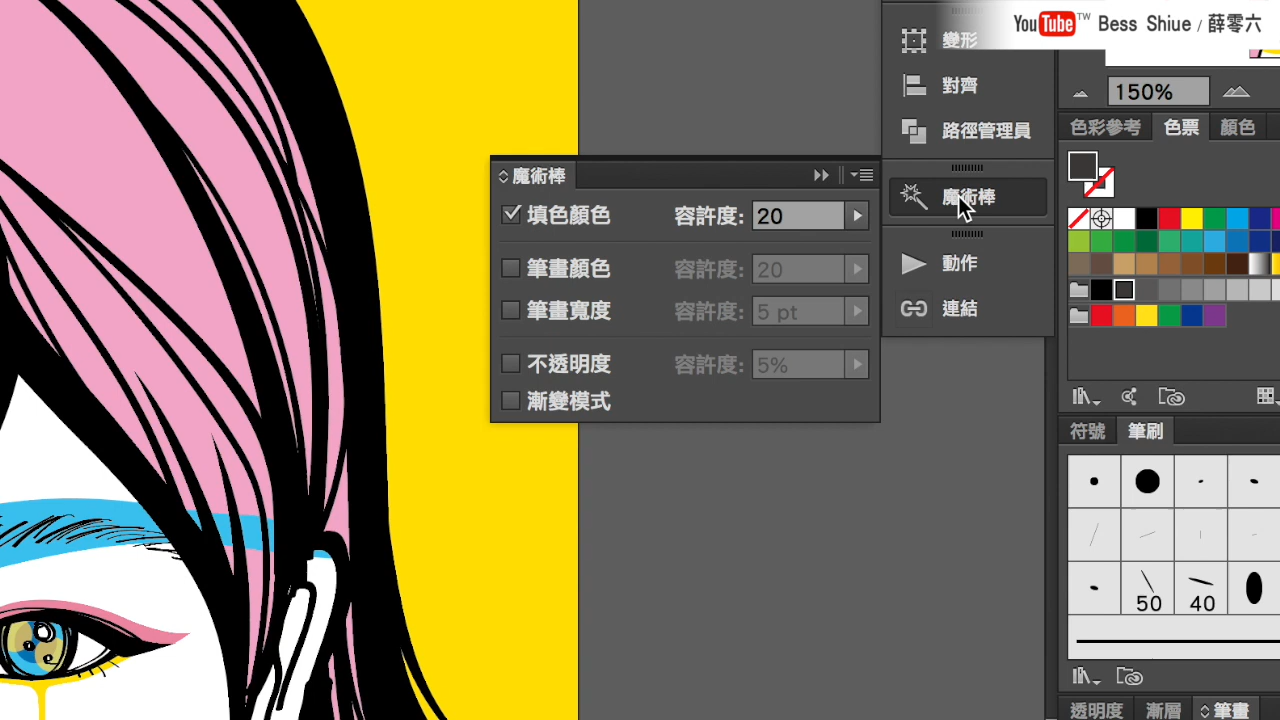 YouTube TW Bess Shiue / 薛零六
變形
對齊
150%
路徑管理員
色彩參考 色票 顏色
魔術棒
魔術棒
填色顏色 容許度: 20
筆畫顏色 容許度: 20
動作
筆畫寬度 容許度: 5 pt
連結
不透明度 容許度: 5%
漸變模式
符號 筆刷
50 40
透明度 漸層 筆畫